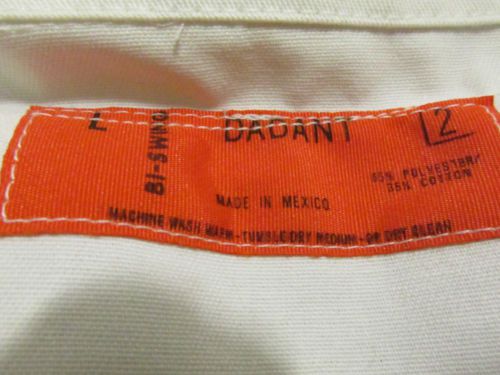 L BI-SWING DADANT L2
65% POLYESTER/
35% COTTON
MADE IN MEXICO
MACHINE WASH WARM - TUMBLE DRY MEDIUM - OR DRY CLEAN